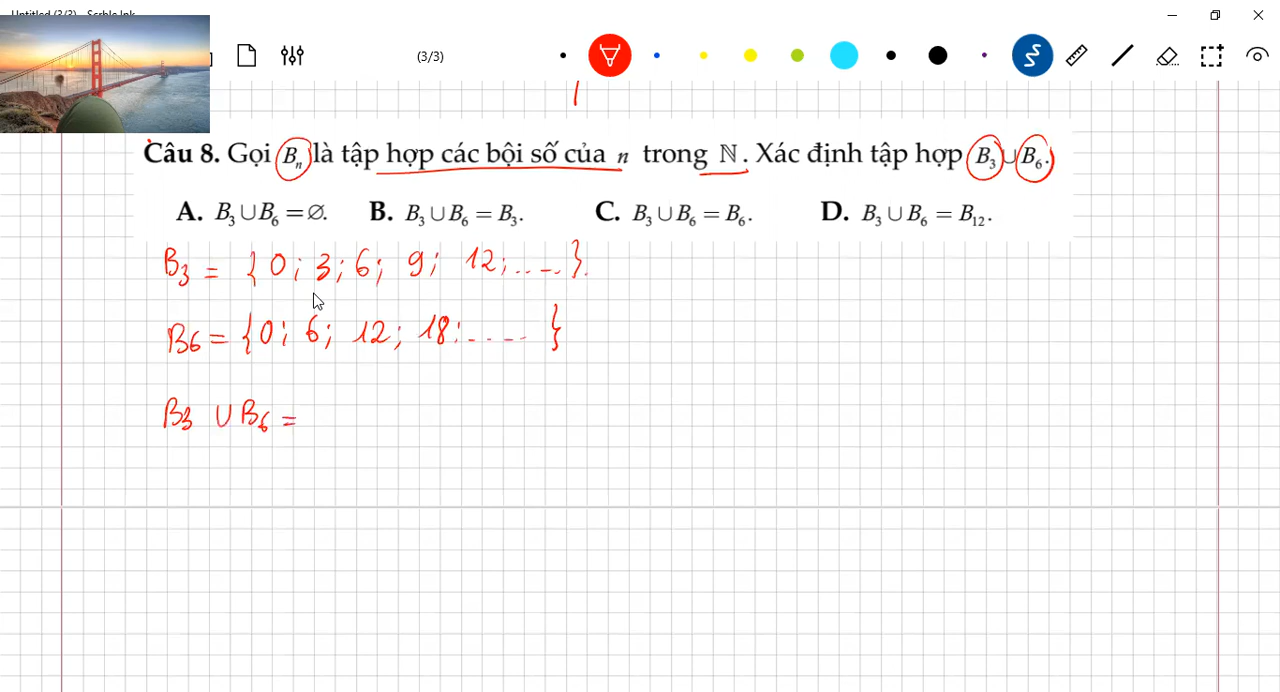 Untitled (3/3) - Scrble Ink
(3/3)
Câu 8. Gọi Bₙ là tập hợp các bội số của n trong ℕ. Xác định tập hợp B₃ ∪ B₆.
A. B₃ ∪ B₆ = ∅. B. B₃ ∪ B₆ = B₃. C. B₃ ∪ B₆ = B₆. D. B₃ ∪ B₆ = B₁₂.
B₃ = { 0 ; 3 ; 6 ; 9 ; 12 ; ..... }.
B₆ = { 0 ; 6 ; 12 ; 18 ; ..... }
B₃ ∪ B₆ =